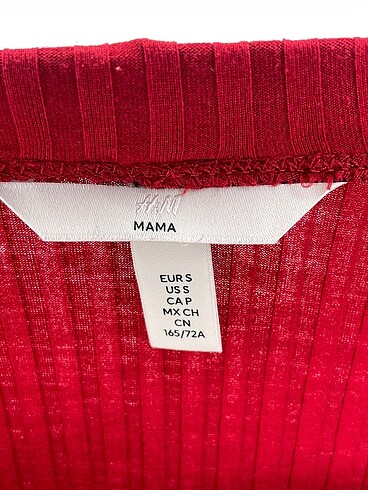 H&M
MAMA
EUR S
US S
CA P
MX CH
CN
165/72A